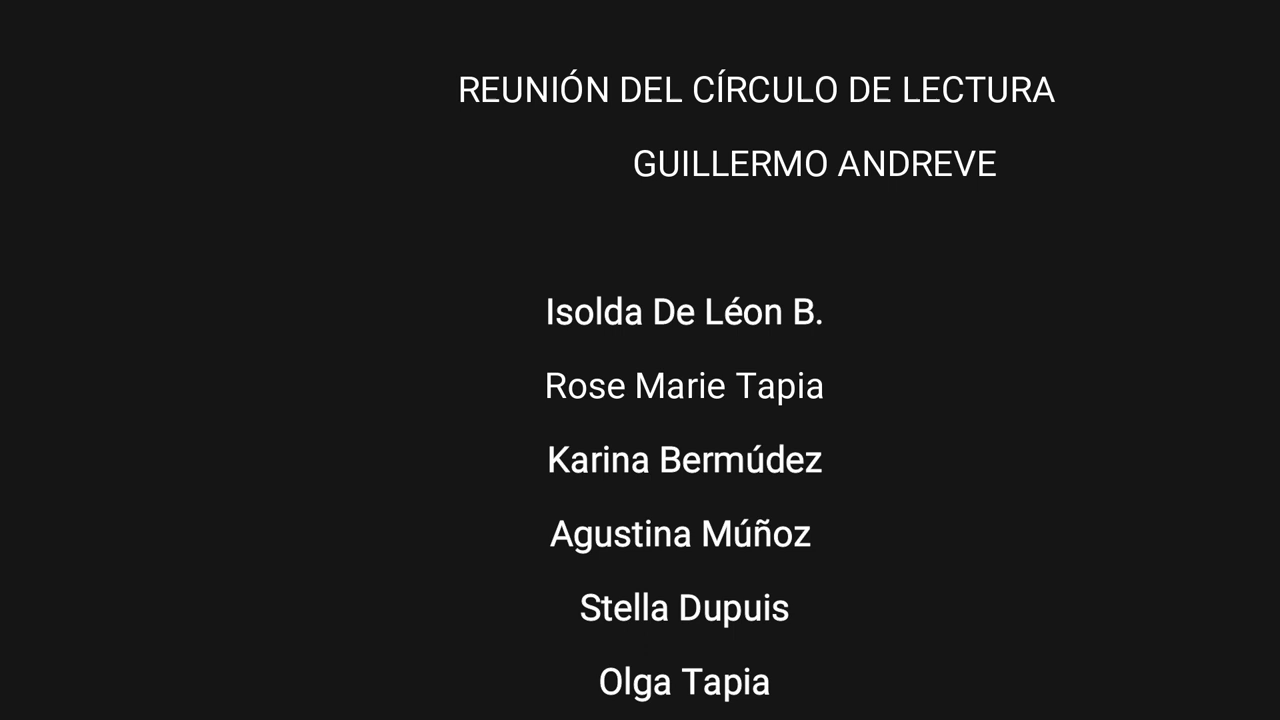 REUNIÓN DEL CÍRCULO DE LECTURA
GUILLERMO ANDREVE
Isolda De Léon B.
Rose Marie Tapia
Karina Bermúdez
Agustina Múñoz
Stella Dupuis
Olga Tapia